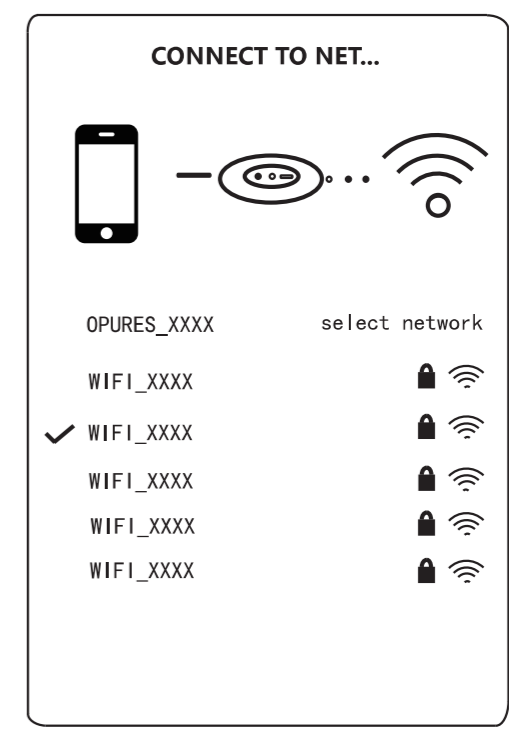 CONNECT TO NET...
OPURES_XXXX select network
WIFI_XXXX
WIFI_XXXX
WIFI_XXXX
WIFI_XXXX
WIFI_XXXX